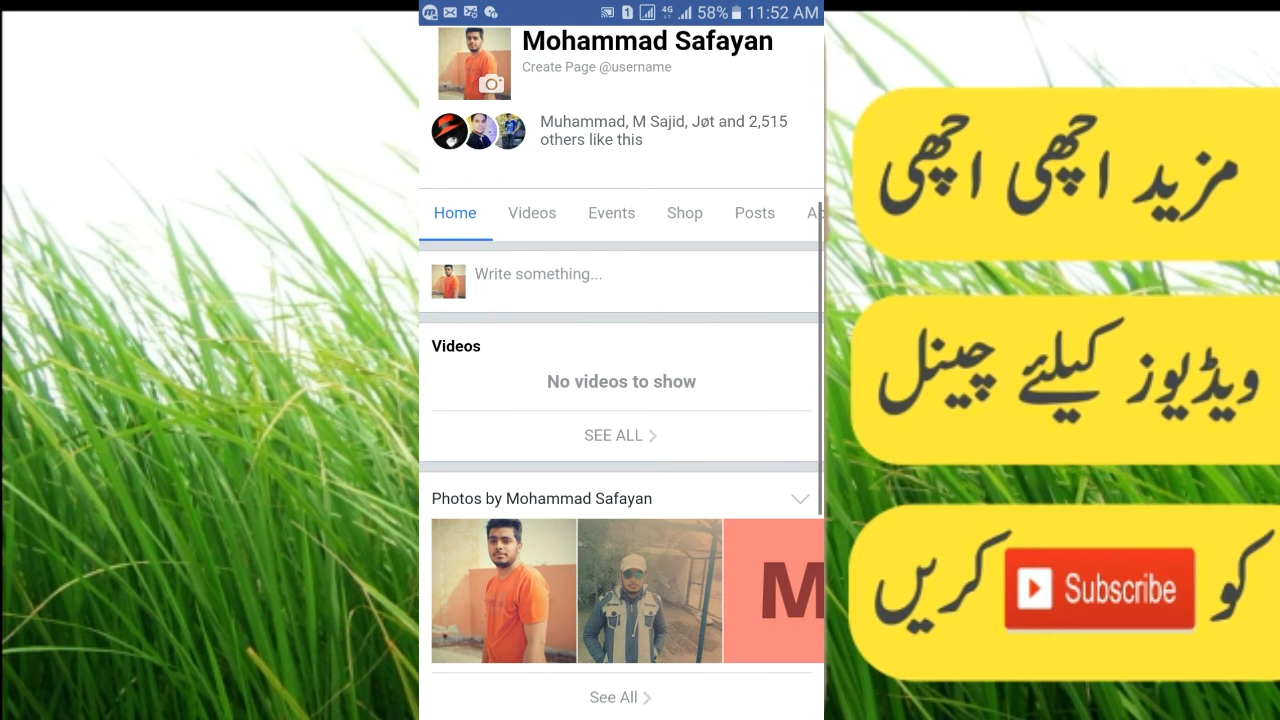 4G 58% 11:52 AM
Mohammad Safayan
Create Page @username
Muhammad, M Sajid, Jøt and 2,515
others like this
Home Videos Events Shop Posts
Write something...
Videos
No videos to show
SEE ALL
Photos by Mohammad Safayan
M
See All
مزید اچھی اچھی
ویڈیوز کیلئے چینل
کو Subscribe کریں